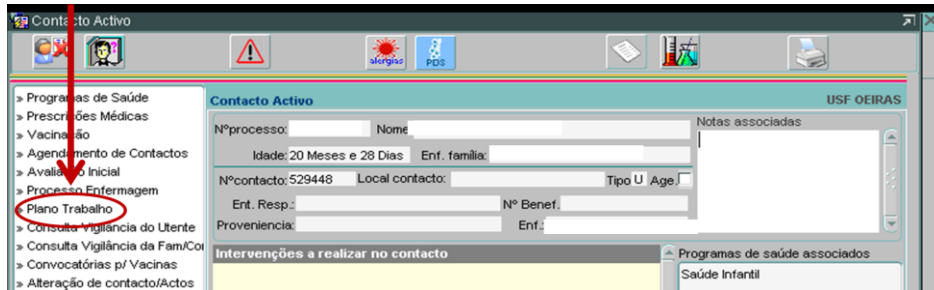 Contacto Activo
alergias
PDS
» Programas de Saúde
» Prescrições Médicas
» Vacinação
» Agendamento de Contactos
» Avaliação Inicial
» Processo Enfermagem
» Plano Trabalho
» Consulta Vigilância do Utente
» Consulta Vigilância da Fam/Cor
» Convocatórias p/ Vacinas
» Alteração de contacto/Actos
Contacto Activo USF OEIRAS
Nºprocesso: Nome
Idade: 20 Meses e 28 Dias Enf. família:
Nºcontacto: 529448 Local contacto: Tipo U Age.
Ent. Resp.: Nº Benef.
Proveniencia: Enf.:
Notas associadas
Intervenções a realizar no contacto
Programas de saúde associados
Saúde Infantil